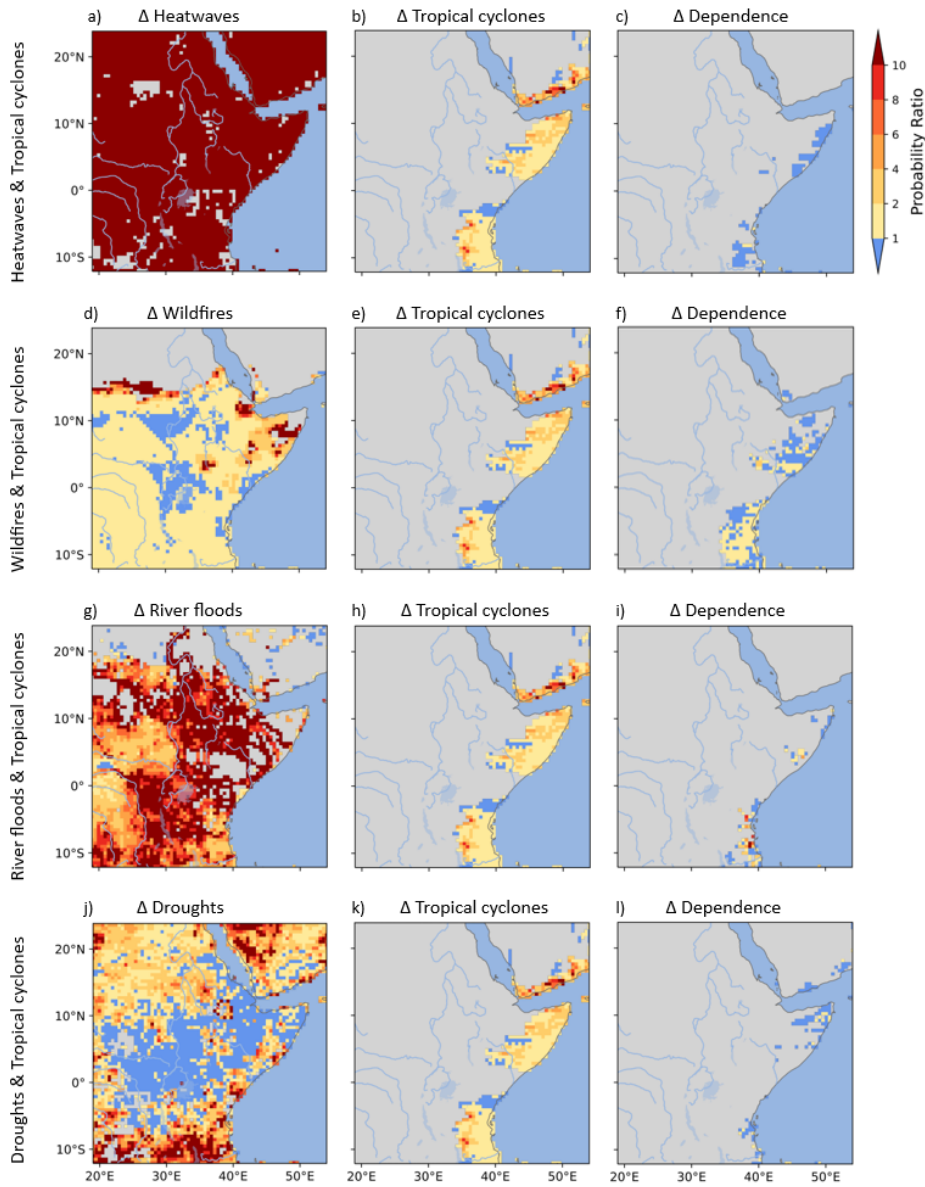 a) Δ Heatwaves
b) Δ Tropical cyclones
c) Δ Dependence
Heatwaves & Tropical cyclones
20°N
10°N
0°
10°S
10
8
6
4
2
1
Probability Ratio
d) Δ Wildfires
e) Δ Tropical cyclones
f) Δ Dependence
Wildfires & Tropical cyclones
20°N
10°N
0°
10°S
g) Δ River floods
h) Δ Tropical cyclones
i) Δ Dependence
River floods & Tropical cyclones
20°N
10°N
0°
10°S
j) Δ Droughts
k) Δ Tropical cyclones
l) Δ Dependence
Droughts & Tropical cyclones
20°N
10°N
0°
10°S
20°E 30°E 40°E 50°E
20°E 30°E 40°E 50°E
20°E 30°E 40°E 50°E